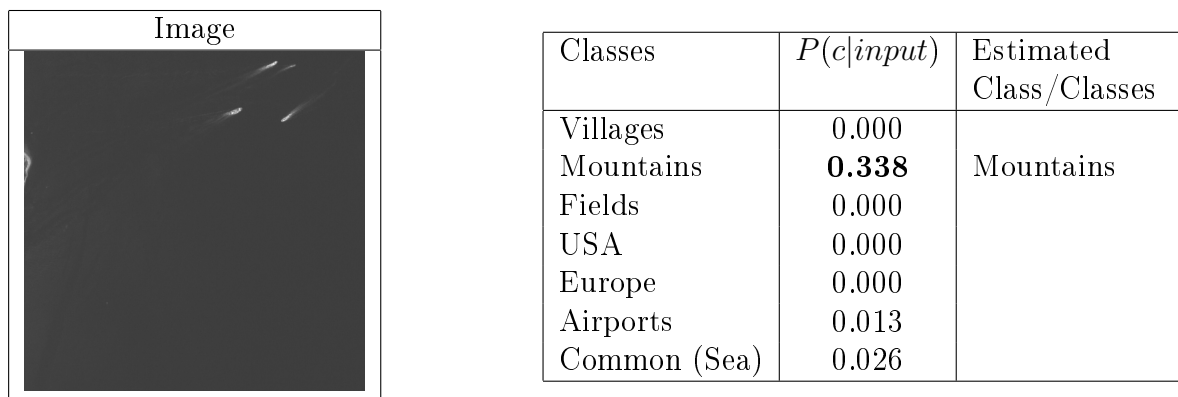 Image
Classes P(c|input) Estimated
Class/Classes
Villages 0.000
Mountains 0.338 Mountains
Fields 0.000
USA 0.000
Europe 0.000
Airports 0.013
Common (Sea) 0.026